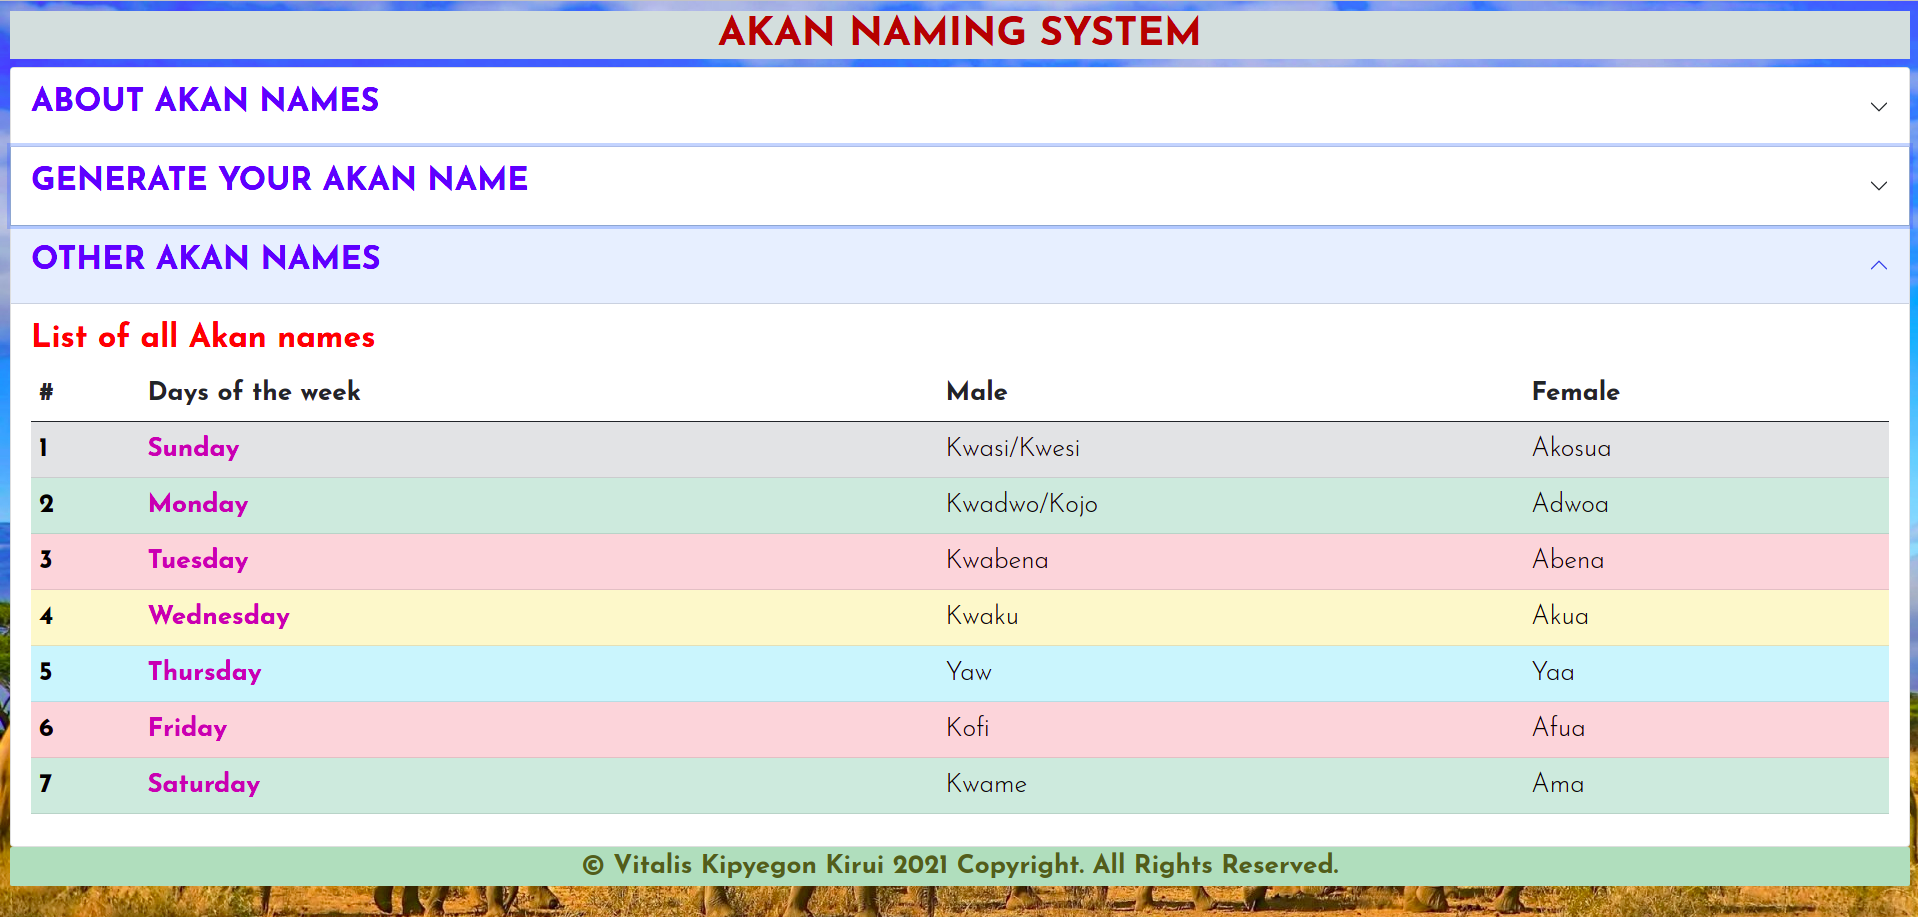 AKAN NAMING SYSTEM
ABOUT AKAN NAMES
GENERATE YOUR AKAN NAME
OTHER AKAN NAMES
List of all Akan names
# Days of the week Male Female
1 Sunday Kwasi/Kwesi Akosua
2 Monday Kwadwo/Kojo Adwoa
3 Tuesday Kwabena Abena
4 Wednesday Kwaku Akua
5 Thursday Yaw Yaa
6 Friday Kofi Afua
7 Saturday Kwame Ama
© Vitalis Kipyegon Kirui 2021 Copyright. All Rights Reserved.